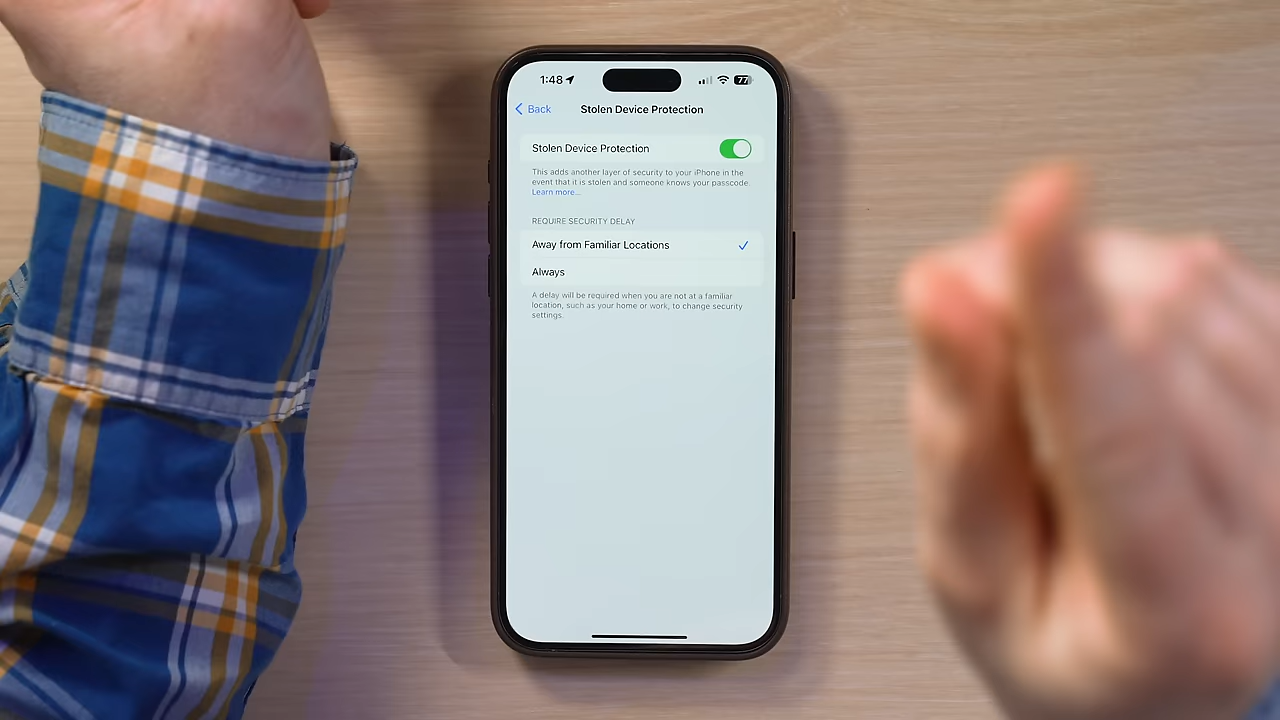 1:48
77
Back
Stolen Device Protection
Stolen Device Protection
This adds another layer of security to your iPhone in the
event that it is stolen and someone knows your passcode.
Learn more...
REQUIRE SECURITY DELAY
Away from Familiar Locations
Always
A delay will be required when you are not at a familiar
location, such as your home or work, to change security
settings.